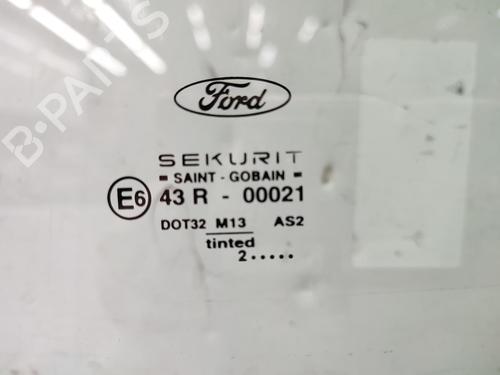 B-PARTS
Ford
SEKURIT
= SAINT - GOBAIN =
E6 43 R - 00021
DOT32 M13 AS2
tinted
2.....